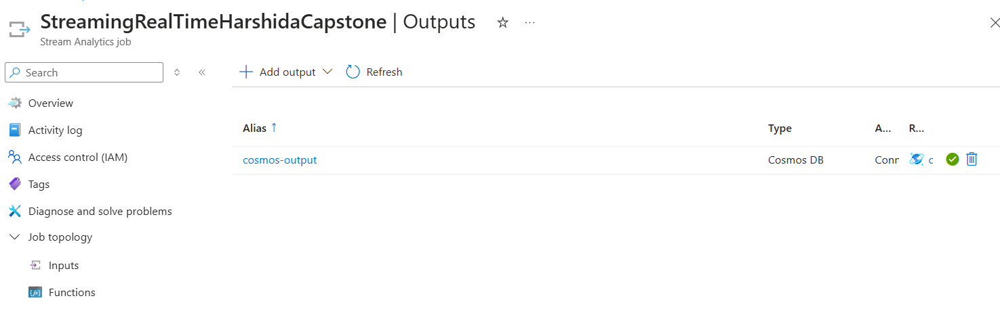 StreamingRealTimeHarshidaCapstone | Outputs
Stream Analytics job
Search
Add output
Refresh
Overview
Activity log
Access control (IAM)
Tags
Diagnose and solve problems
Job topology
Inputs
Functions
Alias ↑ Type A... R...
cosmos-output Cosmos DB Conr c